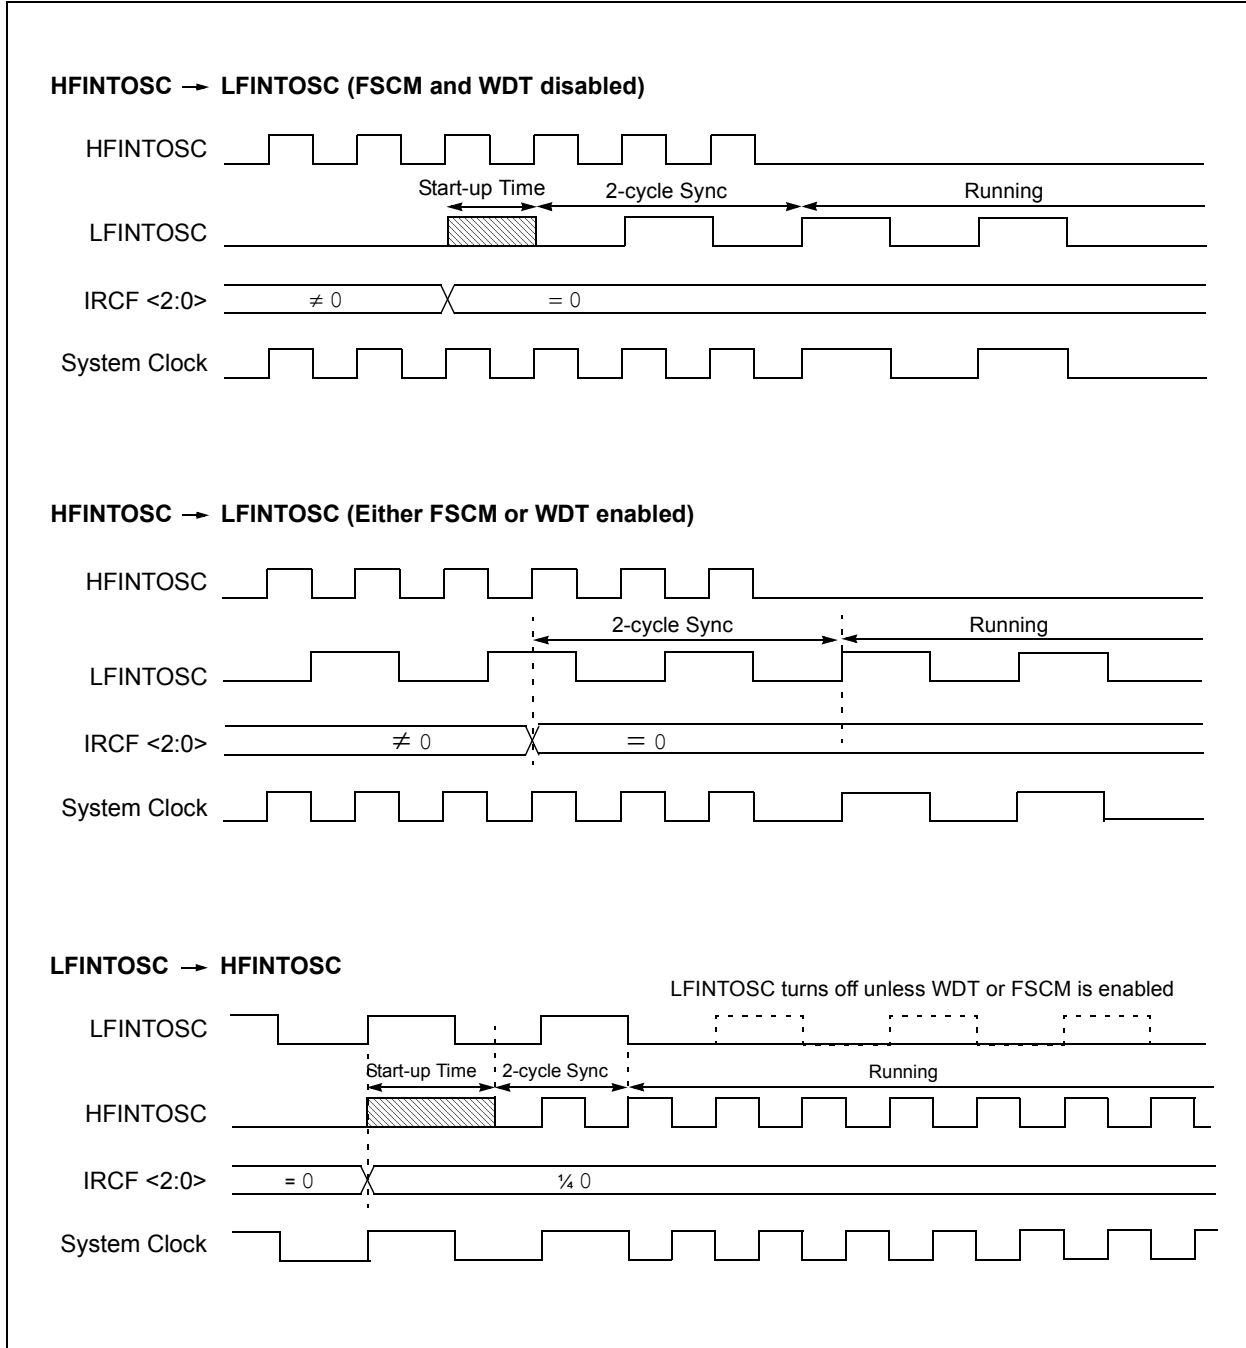 HFINTOSC → LFINTOSC (FSCM and WDT disabled)
HFINTOSC
Start-up Time 2-cycle Sync Running
LFINTOSC
IRCF <2:0> ≠ 0 = 0
System Clock
HFINTOSC → LFINTOSC (Either FSCM or WDT enabled)
HFINTOSC
2-cycle Sync Running
LFINTOSC
IRCF <2:0> ≠ 0 = 0
System Clock
LFINTOSC → HFINTOSC
LFINTOSC turns off unless WDT or FSCM is enabled
LFINTOSC
Start-up Time 2-cycle Sync Running
HFINTOSC
IRCF <2:0> = 0 ¼ 0
System Clock